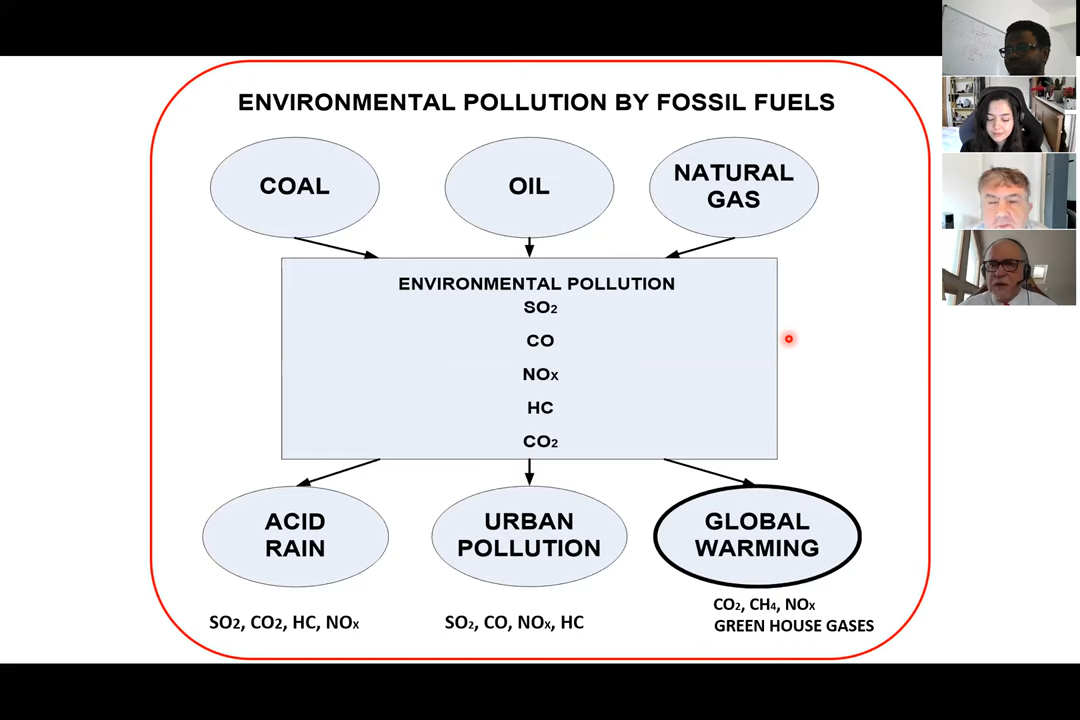 ENVIRONMENTAL POLLUTION BY FOSSIL FUELS
COAL
OIL
NATURAL
GAS
ENVIRONMENTAL POLLUTION
SO₂
CO
NOx
HC
CO₂
ACID
RAIN
URBAN
POLLUTION
GLOBAL
WARMING
SO₂, CO₂, HC, NOx
SO₂, CO, NOx, HC
CO₂, CH₄, NOx
GREEN HOUSE GASES